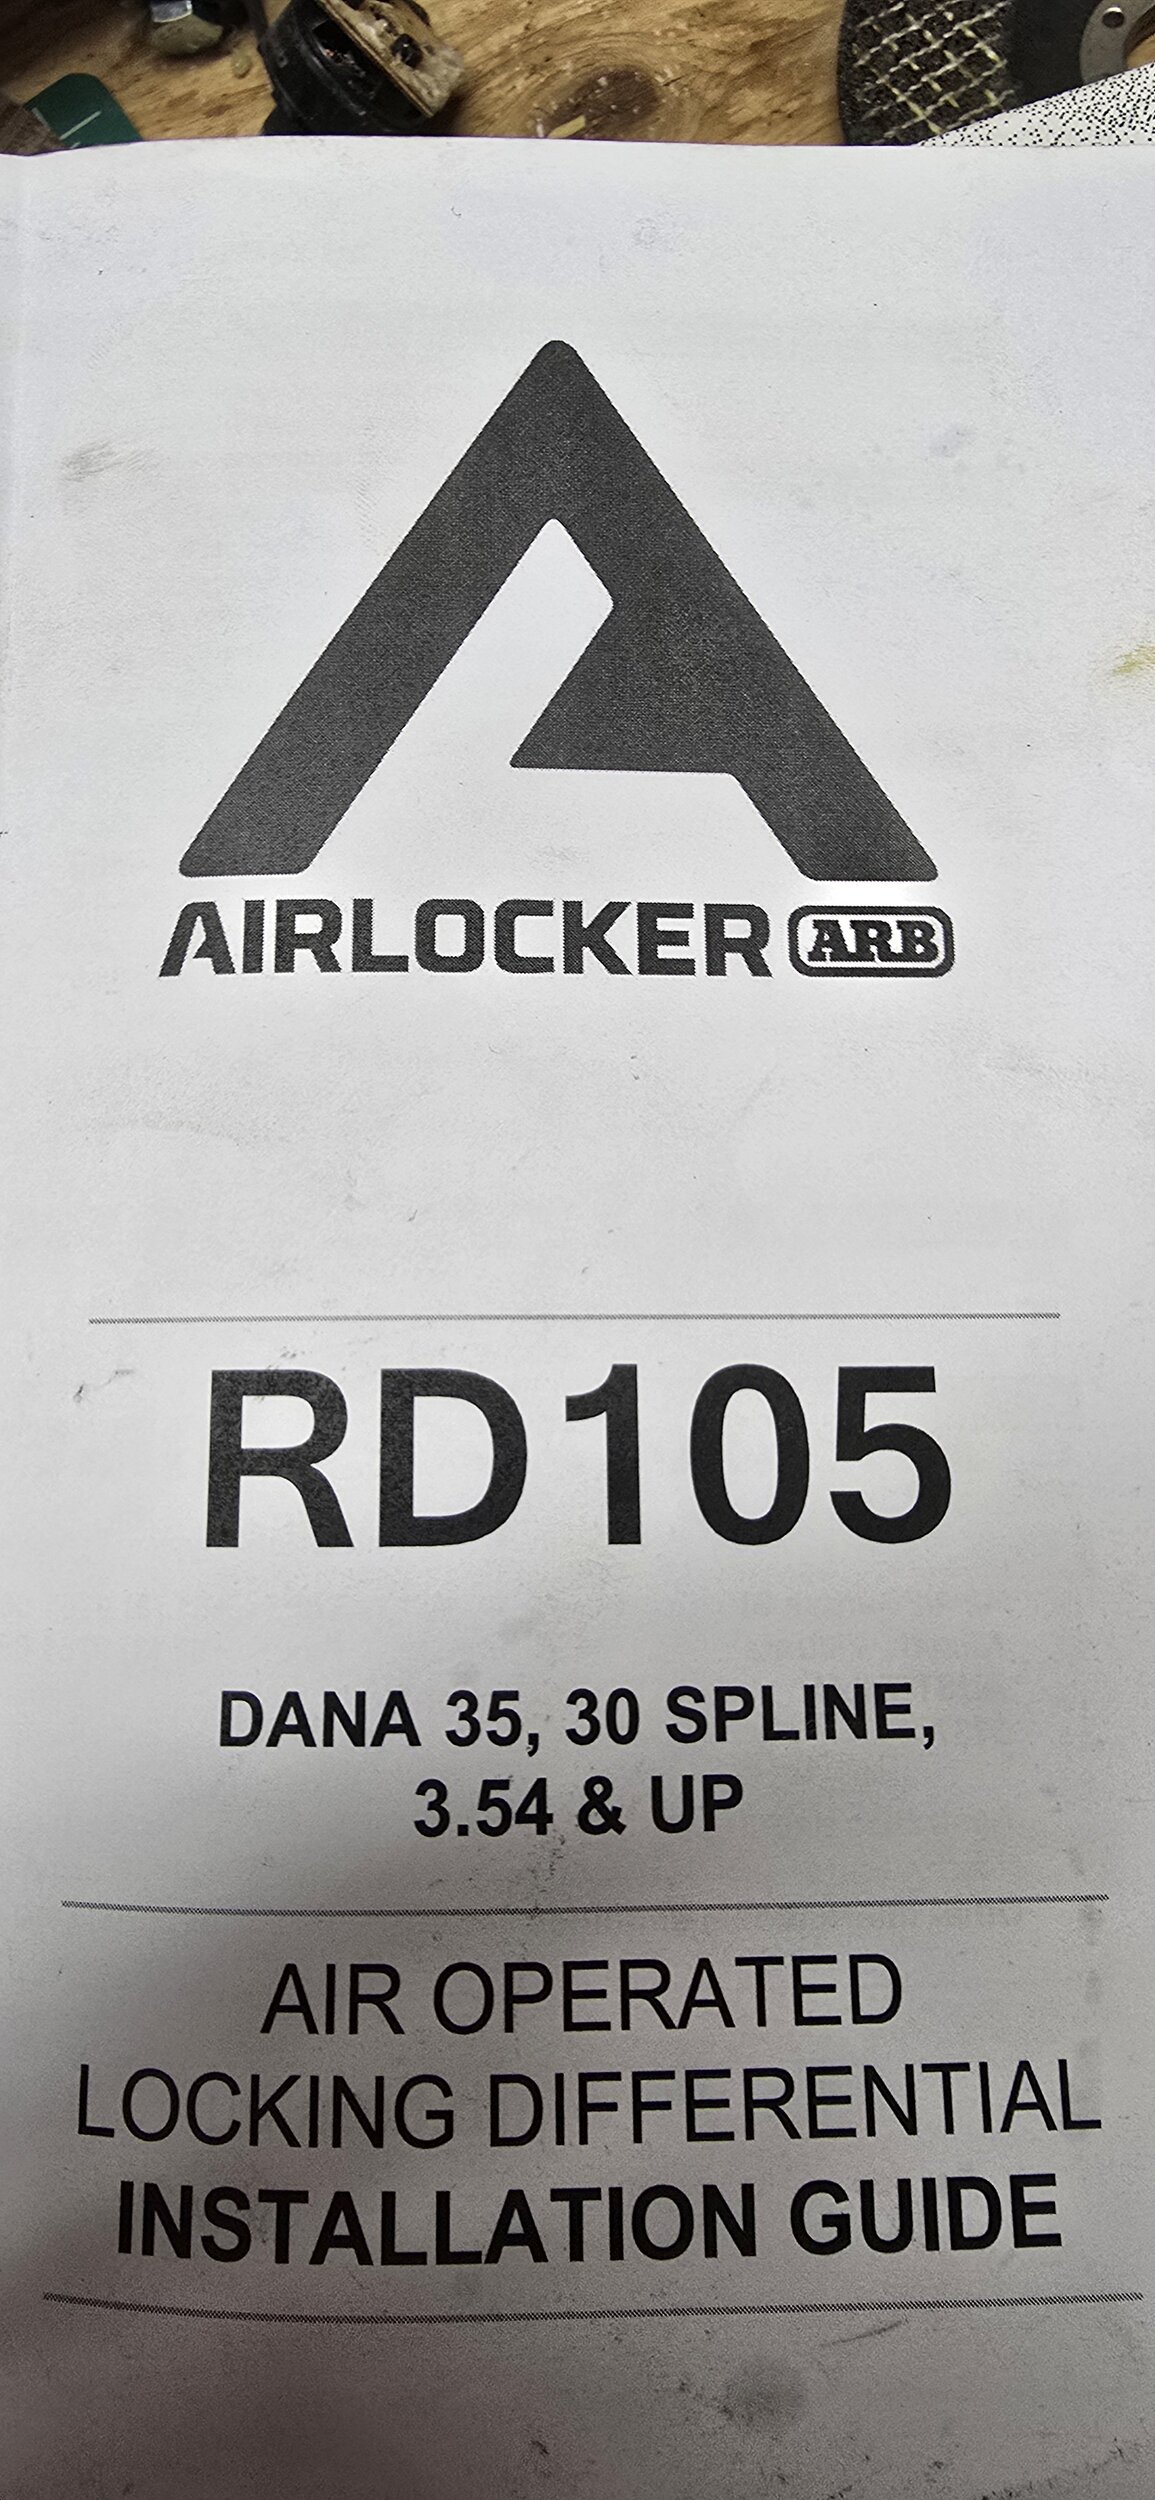 AIRLOCKER ARB
RD105
DANA 35, 30 SPLINE,
3.54 & UP
AIR OPERATED
LOCKING DIFFERENTIAL
INSTALLATION GUIDE